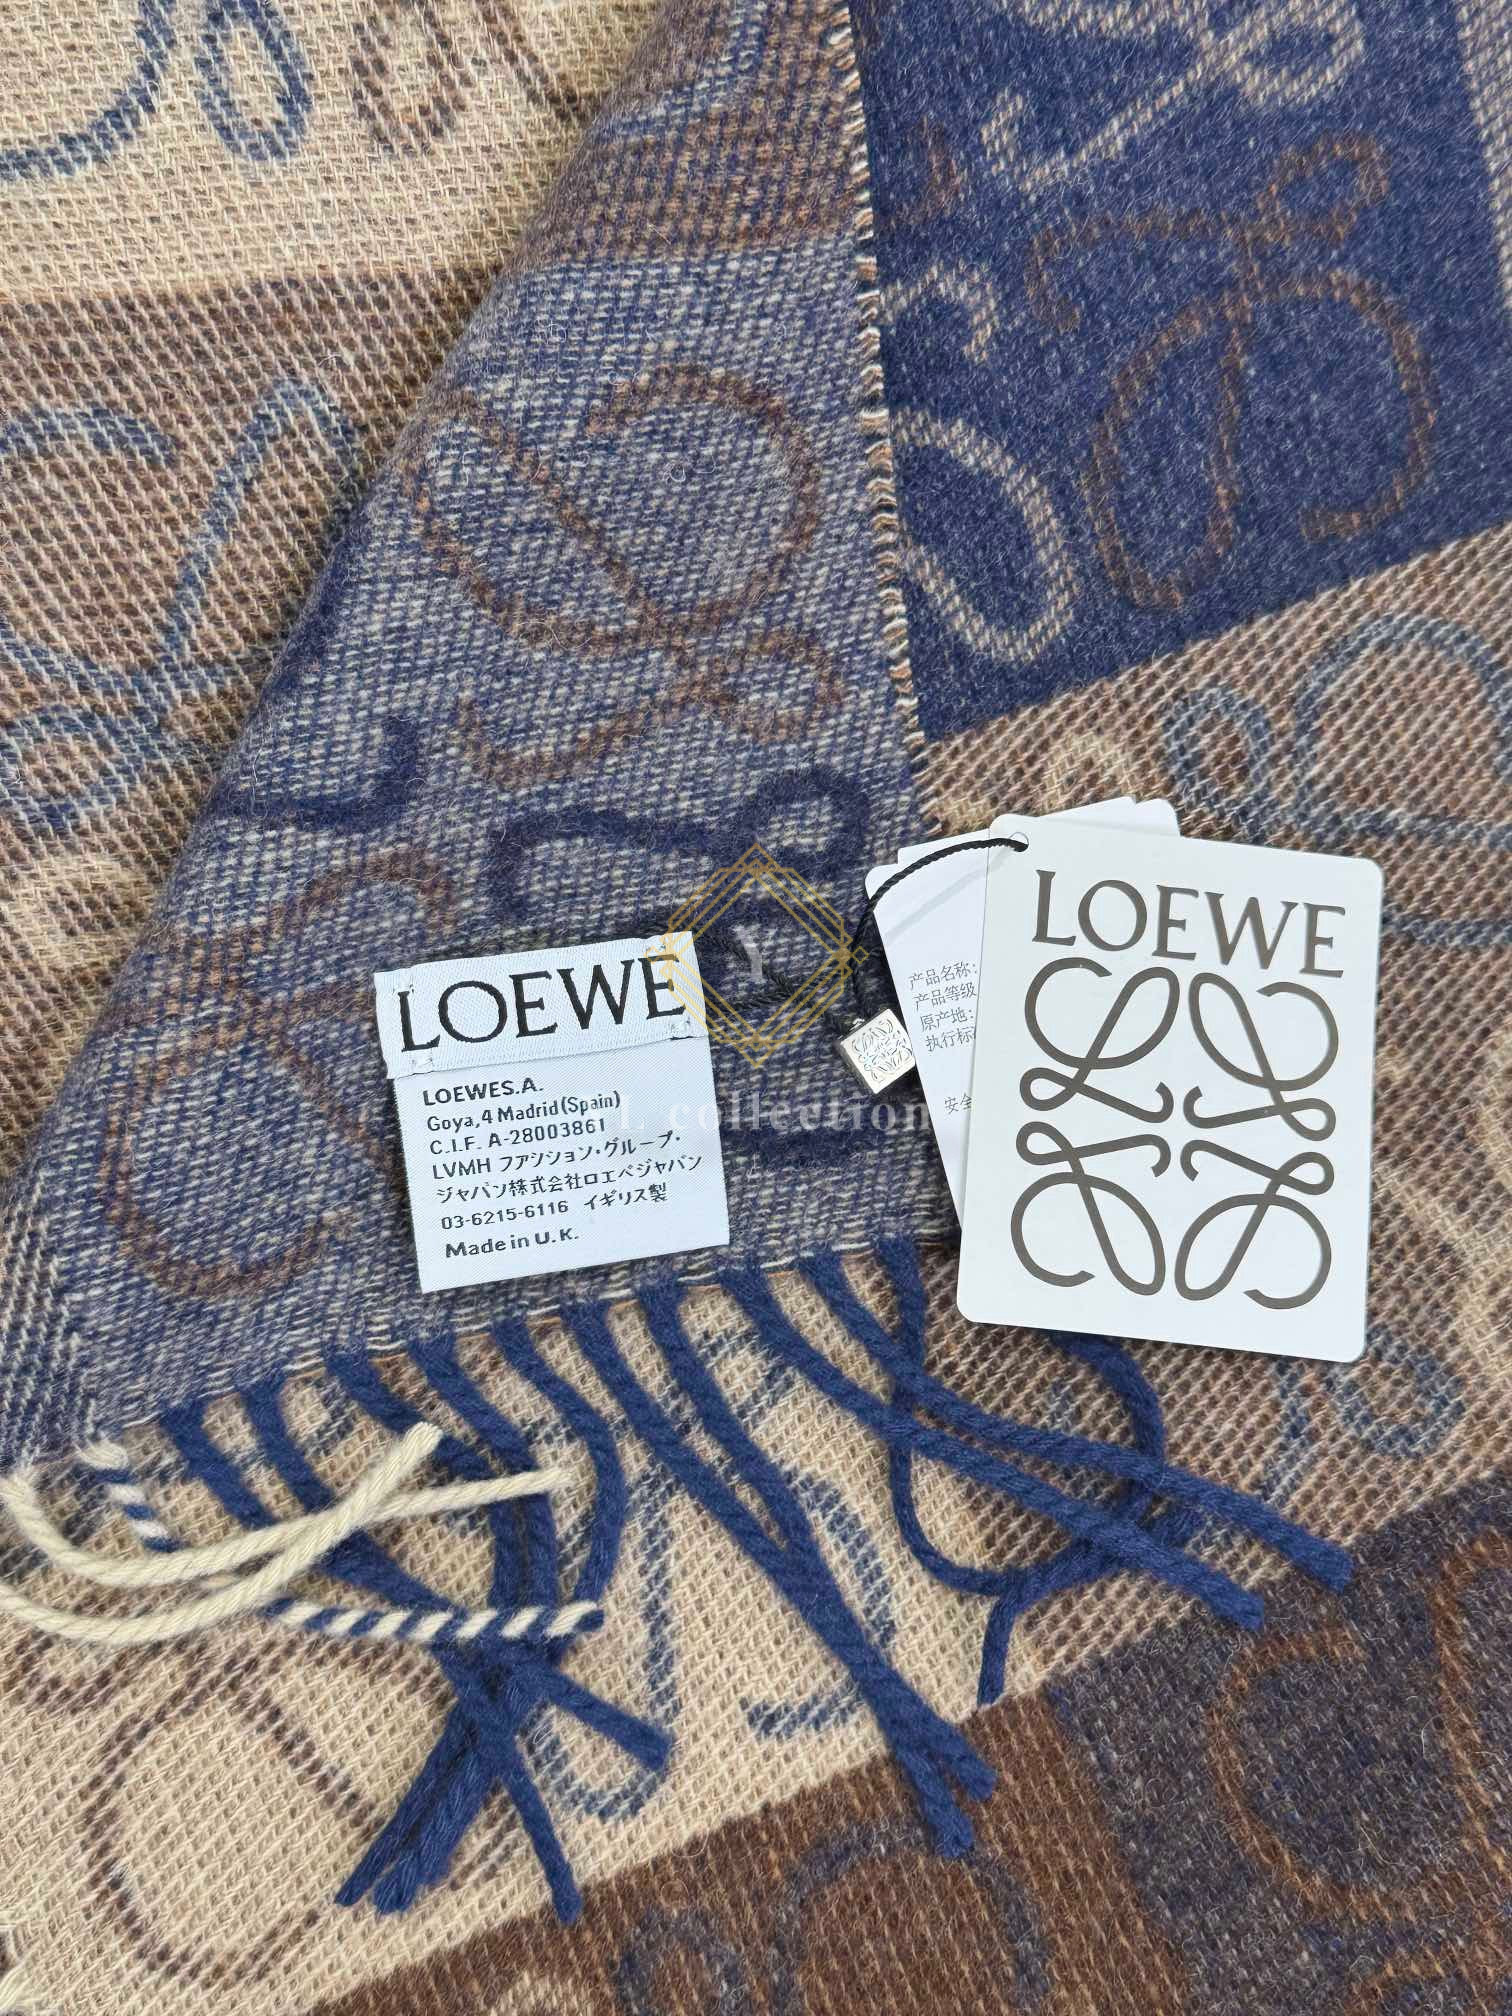 LOEWE
LOEWES.A.
Goya,4 Madrid(Spain)
C.I.F. A-28003861
LVMH ファッション・グループ・
ジャパン株式会社ロエベジャパン
03-6215-6116 イギリス製
Made in U.K.
Y
L collection
产品名称:
产品等级
原产地:
执行标
安全
LOEWE